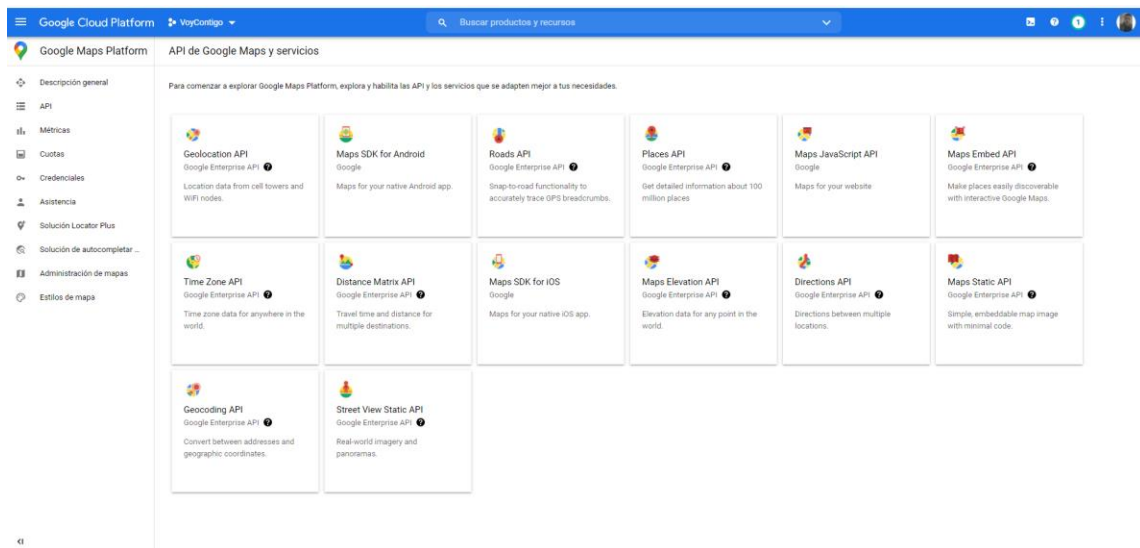 Google Cloud Platform
VoyContigo
Buscar productos y recursos
1
Google Maps Platform
API de Google Maps y servicios
Descripción general
API
Métricas
Cuotas
Credenciales
Asistencia
Solución Locator Plus
Solución de autocompletar ...
Administración de mapas
Estilos de mapa
Para comenzar a explorar Google Maps Platform, explora y habilita las API y los servicios que se adapten mejor a tus necesidades.
Geolocation API
Google Enterprise API
Location data from cell towers and
WiFi nodes.
Maps SDK for Android
Google
Maps for your native Android app.
Roads API
Google Enterprise API
Snap-to-road functionality to
accurately trace GPS breadcrumbs.
Places API
Google Enterprise API
Get detailed information about 100
million places
Maps JavaScript API
Google
Maps for your website
Maps Embed API
Google Enterprise API
Make places easily discoverable
with interactive Google Maps.
Time Zone API
Google Enterprise API
Time zone data for anywhere in the
world.
Distance Matrix API
Google Enterprise API
Travel time and distance for
multiple destinations.
Maps SDK for iOS
Google
Maps for your native iOS app.
Maps Elevation API
Google Enterprise API
Elevation data for any point in the
world.
Directions API
Google Enterprise API
Directions between multiple
locations.
Maps Static API
Google Enterprise API
Simple, embeddable map image
with minimal code.
Geocoding API
Google Enterprise API
Convert between addresses and
geographic coordinates.
Street View Static API
Google Enterprise API
Real-world imagery and
panoramas.